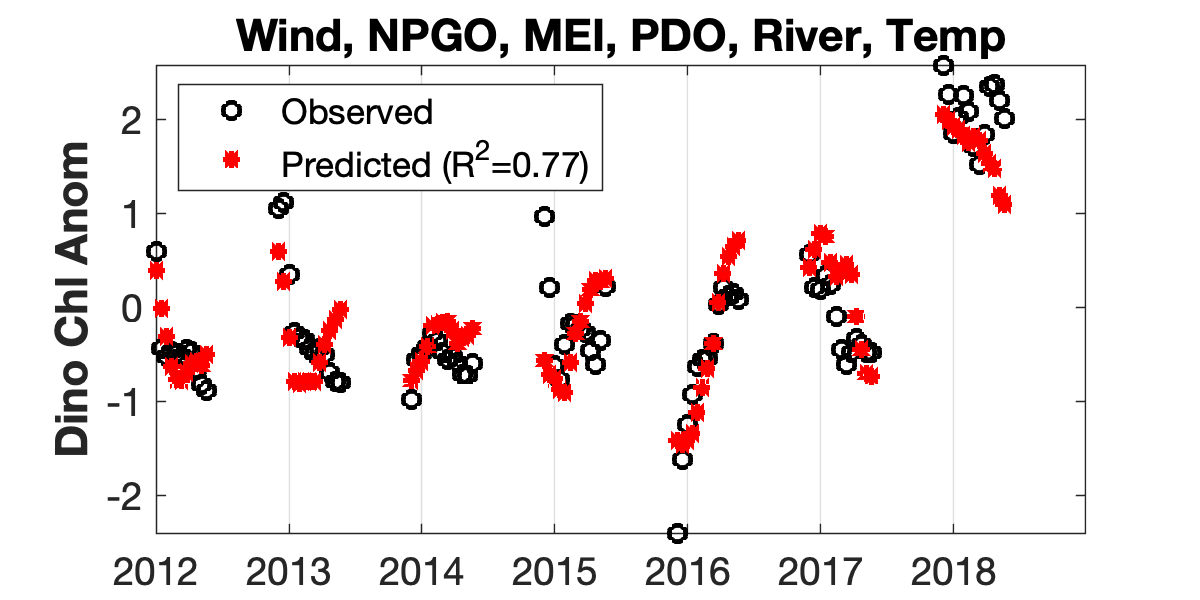 Wind, NPGO, MEI, PDO, River, Temp
Observed
Predicted (R²=0.77)
Dino Chl Anom
2
1
0
-1
-2
2012 2013 2014 2015 2016 2017 2018